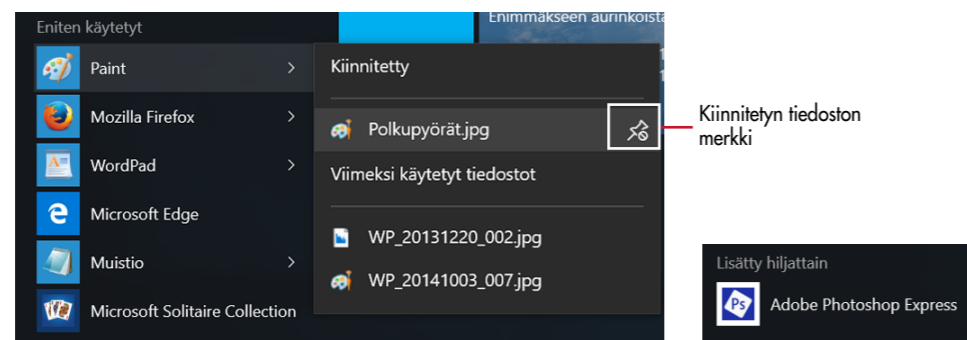 Eniten käytetyt
Enimmäkseen aurinkoista
Paint
Mozilla Firefox
WordPad
Microsoft Edge
Muistio
Microsoft Solitaire Collection
Kiinnitetty
Polkupyörät.jpg
Viimeksi käytetyt tiedostot
WP_20131220_002.jpg
WP_20141003_007.jpg
Kiinnitetyn tiedoston
merkki
Lisätty hiljattain
Ps
Adobe Photoshop Express